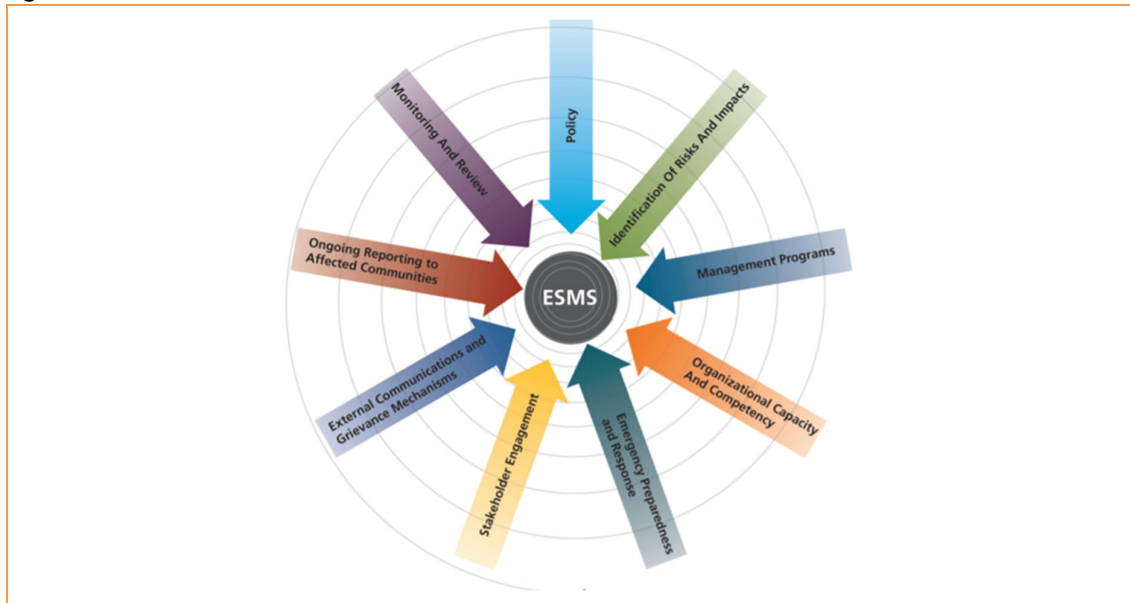 Policy
Identification Of Risks And Impacts
Management Programs
Organizational Capacity
And Competency
Emergency Preparedness
and Response
Stakeholder Engagement
External Communications and
Grievance Mechanisms
Ongoing Reporting to
Affected Communities
Monitoring And Review
ESMS